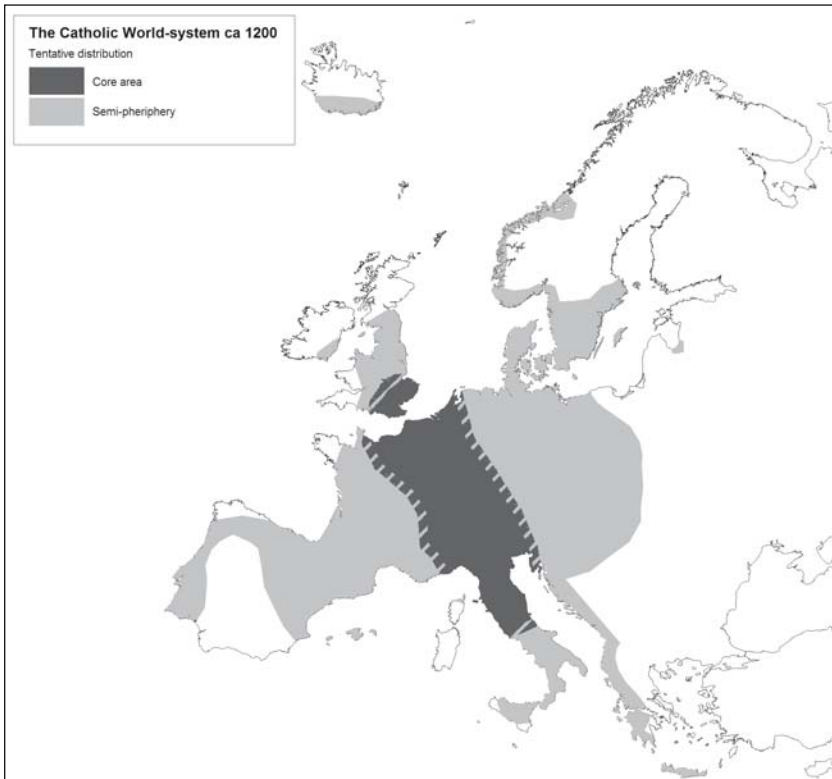 The Catholic World-system ca 1200
Tentative distribution
Core area
Semi-pheriphery